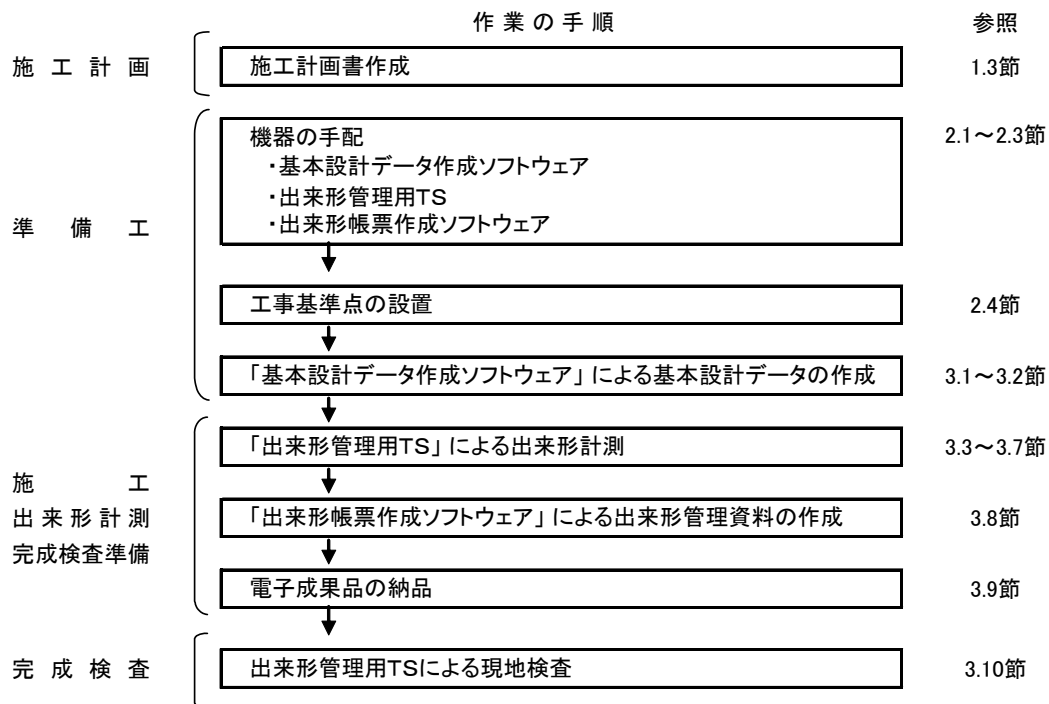 作業の手順 参照
施工計画 施工計画書作成 1.3節
機器の手配 2.1～2.3節
・基本設計データ作成ソフトウェア
・出来形管理用TS
準備工 ・出来形帳票作成ソフトウェア
工事基準点の設置 2.4節
「基本設計データ作成ソフトウェア」による基本設計データの作成 3.1～3.2節
「出来形管理用TS」による出来形計測 3.3～3.7節
施工
出来形計測 「出来形帳票作成ソフトウェア」による出来形管理資料の作成 3.8節
完成検査準備
電子成果品の納品 3.9節
完成検査 出来形管理用TSによる現地検査 3.10節